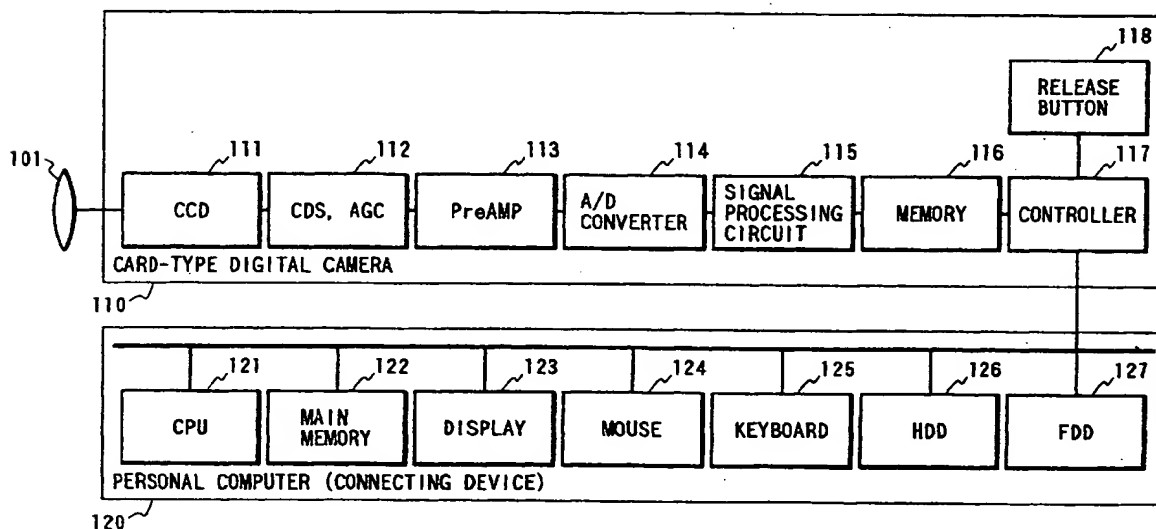 118
RELEASE
BUTTON
101
111
112
113
114
115
116
117
CCD
CDS, AGC
PreAMP
A/D
CONVERTER
SIGNAL
PROCESSING
CIRCUIT
MEMORY
CONTROLLER
CARD-TYPE DIGITAL CAMERA
110
121
122
123
124
125
126
127
CPU
MAIN
MEMORY
DISPLAY
MOUSE
KEYBOARD
HDD
FDD
PERSONAL COMPUTER (CONNECTING DEVICE)
120